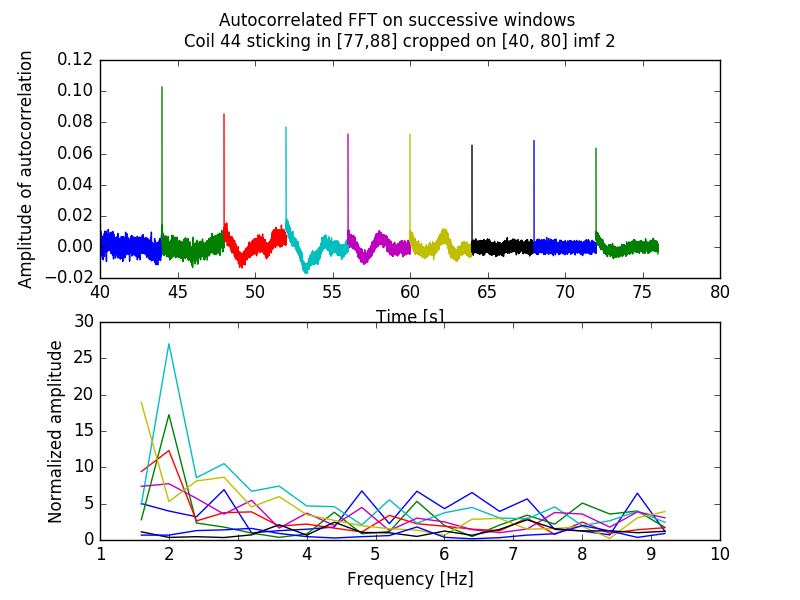 Autocorrelated FFT on successive windows
Coil 44 sticking in [77,88] cropped on [40, 80] imf 2
Amplitude of autocorrelation
0.12
0.10
0.08
0.06
0.04
0.02
0.00
−0.02
40 45 50 55 60 65 70 75 80
Time [s]
Normalized amplitude
30
25
20
15
10
5
0
1 2 3 4 5 6 7 8 9 10
Frequency [Hz]